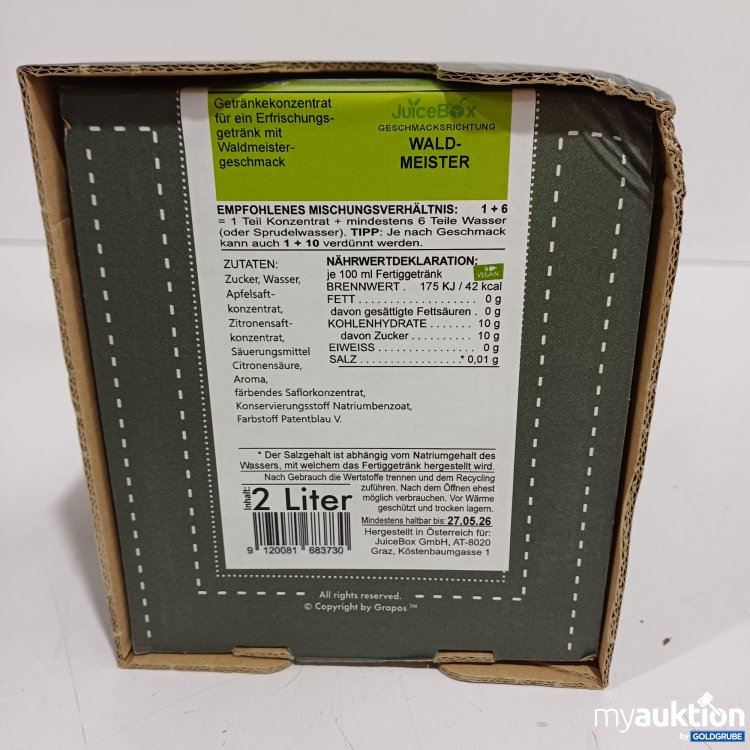 Getränkekonzentrat
für ein Erfrischungs-
getränk mit
Waldmeister-
geschmack
JuiceBox
GESCHMACKSRICHTUNG
WALD-
MEISTER
EMPFOHLENES MISCHUNGSVERHÄLTNIS: 1 + 6
= 1 Teil Konzentrat + mindestens 6 Teile Wasser
(oder Sprudelwasser). TIPP: Je nach Geschmack
kann auch 1 + 10 verdünnt werden.
ZUTATEN:
Zucker, Wasser,
Apfelsaft-
konzentrat,
Zitronensaft-
konzentrat,
Säuerungsmittel
Citronensäure,
Aroma,
färbendes Saflorkonzentrat,
Konservierungsstoff Natriumbenzoat,
Farbstoff Patentblau V.
NÄHRWERTDEKLARATION:
je 100 ml Fertiggetränk
VEGAN
BRENNWERT . 175 KJ / 42 kcal
FETT . . . . . . . . . . . . . . . . . . 0 g
davon gesättigte Fettsäuren . 0 g
KOHLENHYDRATE . . . . . . . 10 g
davon Zucker . . . . . . . . . . 10 g
EIWEISS . . . . . . . . . . . . . . . . 0 g
SALZ . . . . . . . . . . . . . . . * 0,01 g
* Der Salzgehalt ist abhängig vom Natriumgehalt des
Wassers, mit welchem das Fertiggetränk hergestellt wird.
Nach Gebrauch die Wertstoffe trennen und dem Recycling
zuführen. Nach dem Öffnen ehest
möglich verbrauchen. Vor Wärme
geschützt und trocken lagern.
Inhalt:
2 Liter
Mindestens haltbar bis: 27.05.26
Hergestellt in Österreich für:
JuiceBox GmbH, AT-8020
Graz, Köstenbaumgasse 1
9 120081 683730
All rights reserved.
© Copyright by Grapos ™
myauktion
by GOLDGRUBE